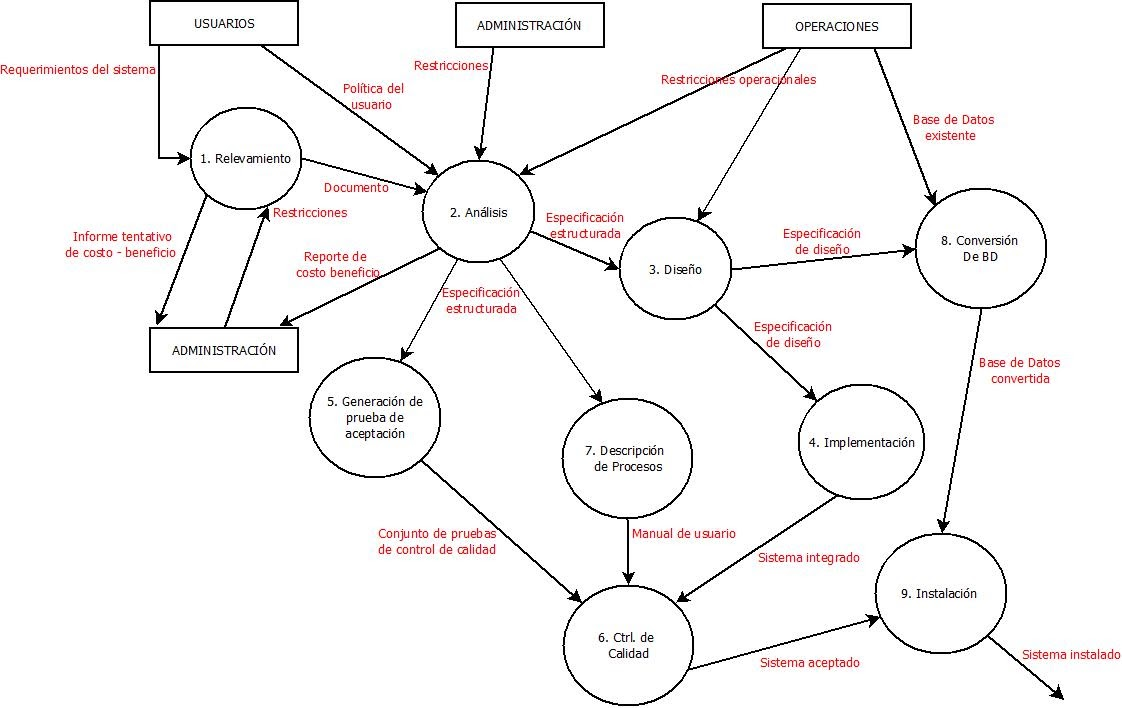 USUARIOS
ADMINISTRACIÓN
OPERACIONES
Requerimientos del sistema
Restricciones
Restricciones operacionales
Política del
usuario
Base de Datos
existente
1. Relevamiento
Documento
2. Análisis
Restricciones
Informe tentativo
de costo - beneficio
Reporte de
costo beneficio
Especificación
estructurada
Especificación
de diseño
8. Conversión
De BD
3. Diseño
Especificación
estructurada
Especificación
de diseño
ADMINISTRACIÓN
Base de Datos
convertida
5. Generación de
prueba de
aceptación
7. Descripción
de Procesos
4. Implementación
Conjunto de pruebas
de control de calidad
Manual de usuario
Sistema integrado
9. Instalación
6. Ctrl. de
Calidad
Sistema aceptado
Sistema instalado